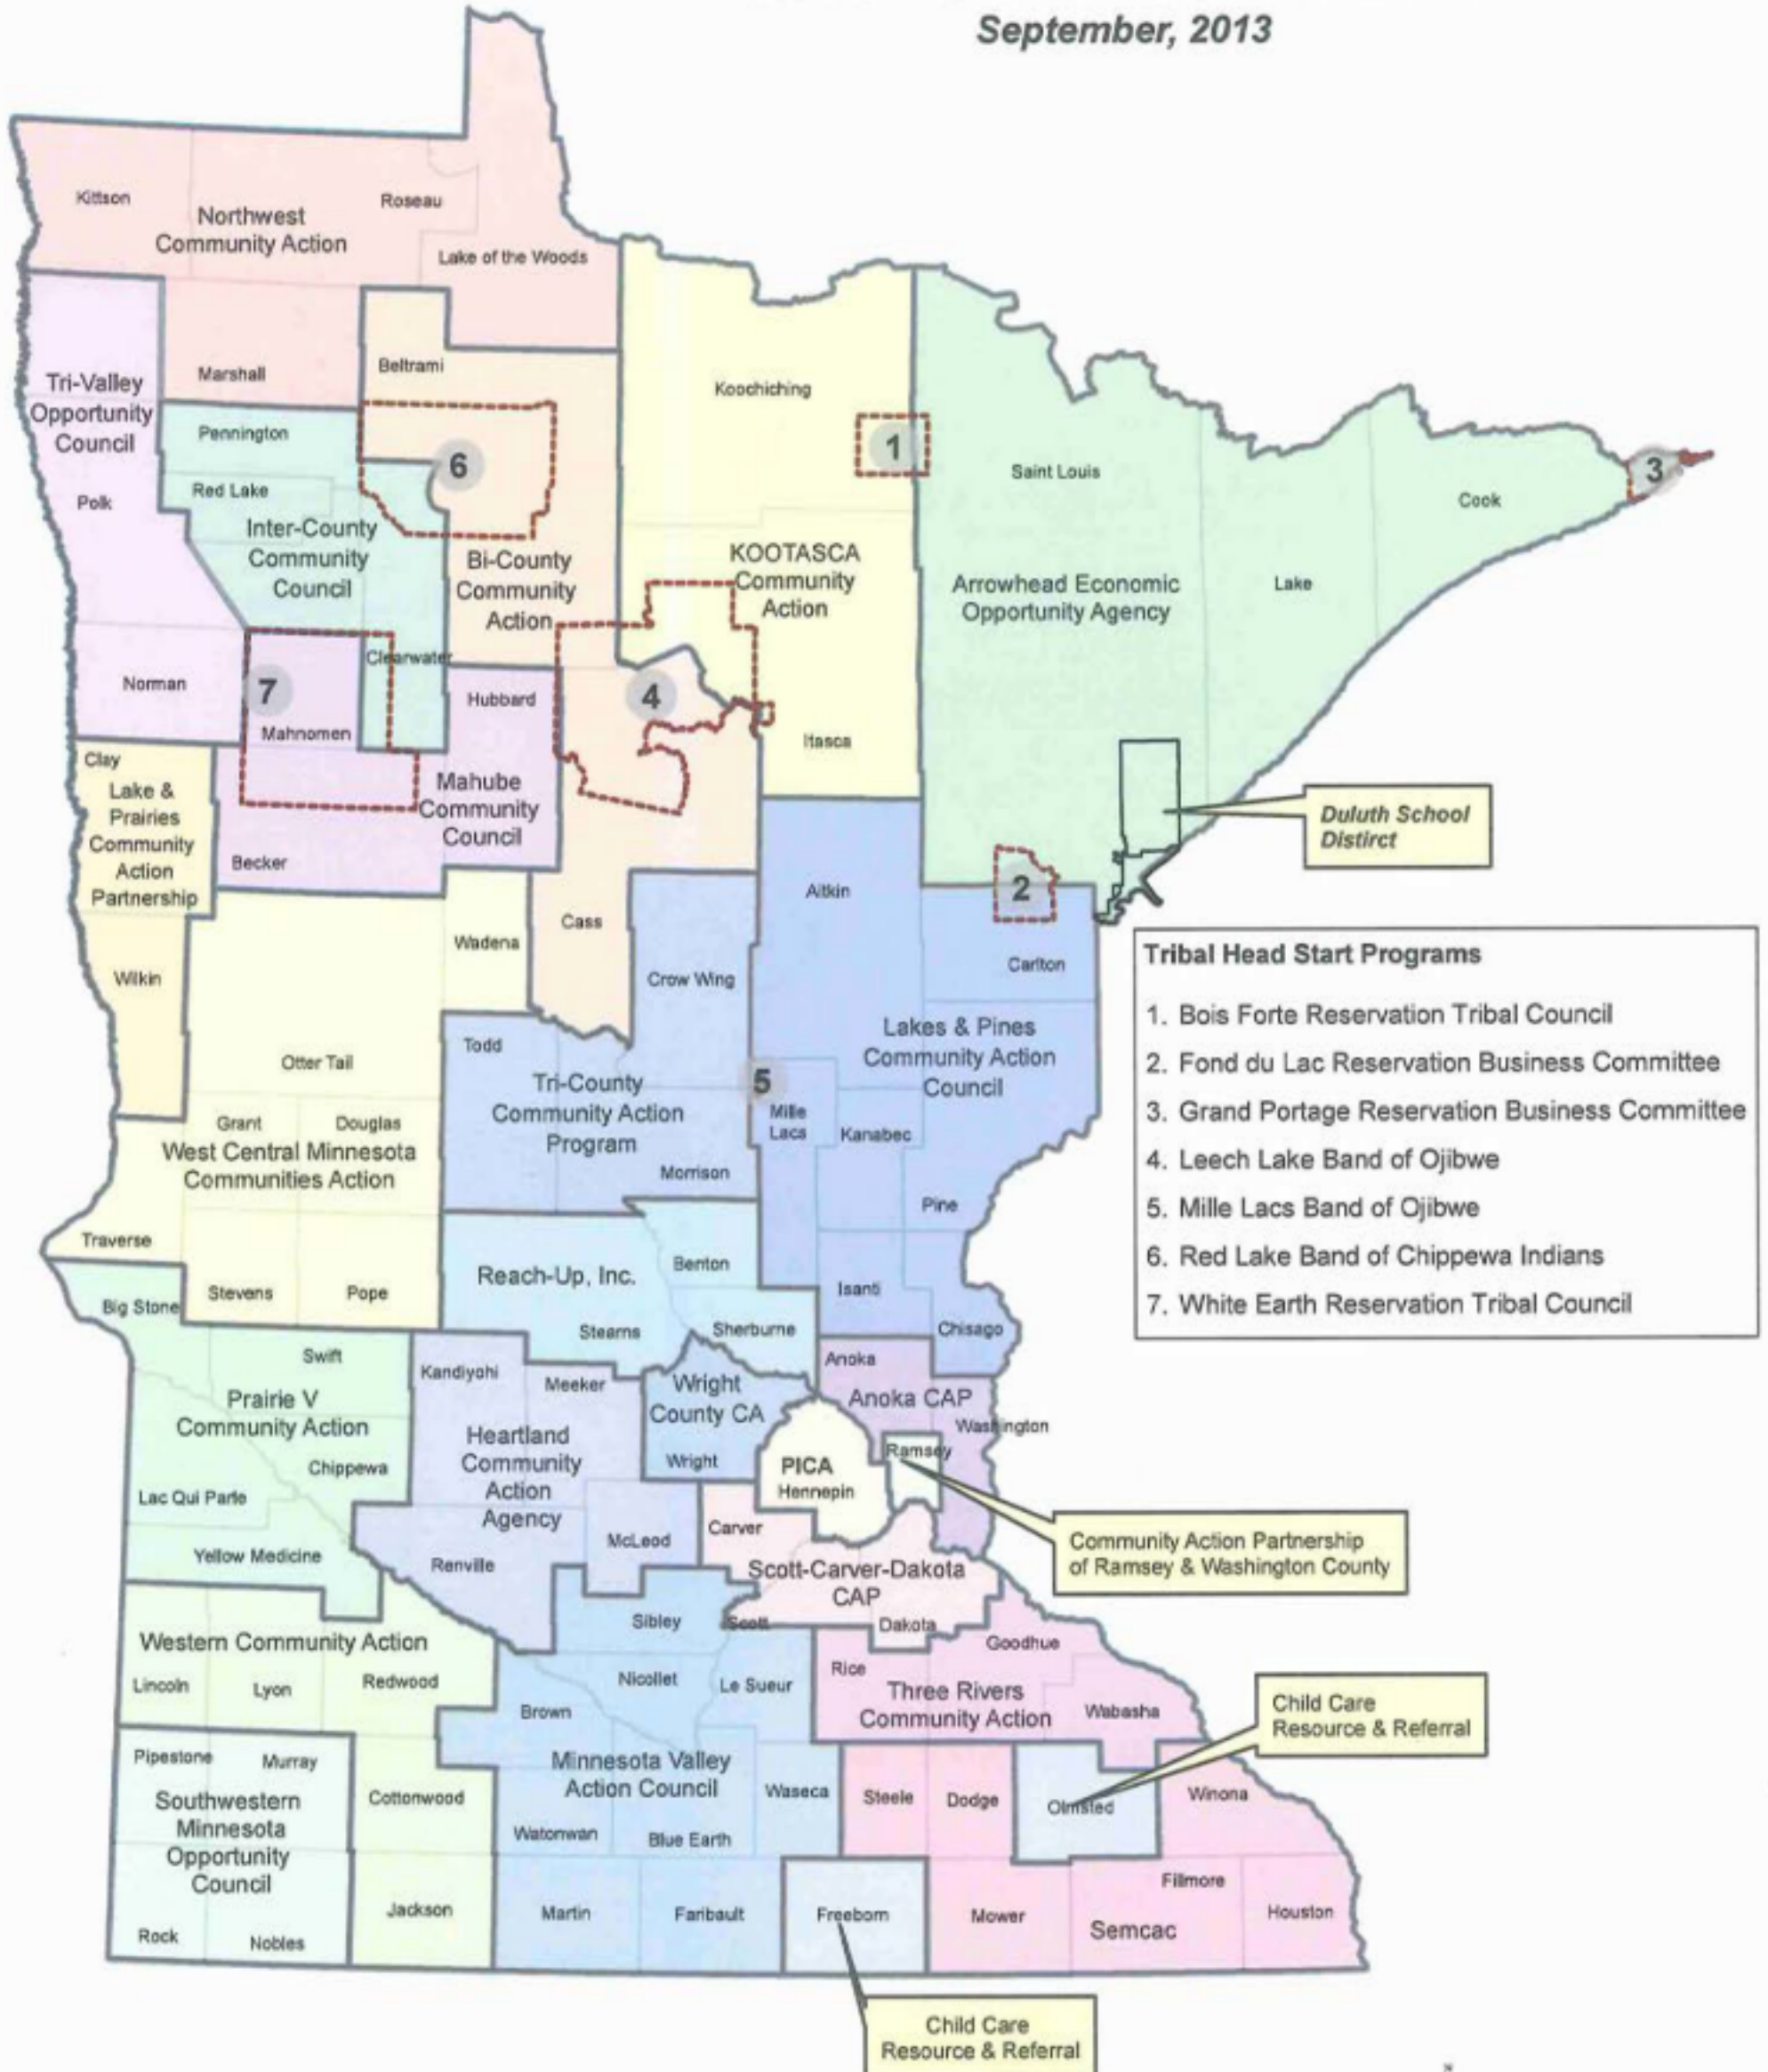 September, 2013
Kittson
Roseau
Northwest
Community Action
Lake of the Woods
Marshall
Beltrami
Tri-Valley
Opportunity
Council
Polk
Norman
Pennington
Red Lake
Inter-County
Community
Council
Clearwater
6
Bi-County
Community
Action
Koochiching
1
KOOTASCA
Community
Action
Itasca
Saint Louis
Arrowhead Economic
Opportunity Agency
Lake
Cook
3
7
Mahnomen
Hubbard
4
Mahube
Community
Council
Becker
Clay
Lake &
Prairies
Community
Action
Partnership
Wilkin
Duluth School
Distirct
2
Aitkin
Carlton
Cass
Wadena
Crow Wing
Otter Tail
Todd
Tri-County
Community Action
Program
Morrison
5
Lakes & Pines
Community Action
Council
Mille
Lacs
Kanabec
Pine
Isanti
Chisago
Tribal Head Start Programs
1. Bois Forte Reservation Tribal Council
2. Fond du Lac Reservation Business Committee
3. Grand Portage Reservation Business Committee
4. Leech Lake Band of Ojibwe
5. Mille Lacs Band of Ojibwe
6. Red Lake Band of Chippewa Indians
7. White Earth Reservation Tribal Council
Grant
Douglas
West Central Minnesota
Communities Action
Traverse
Stevens
Pope
Big Stone
Reach-Up, Inc.
Benton
Stearns
Sherburne
Swift
Prairie V
Community Action
Chippewa
Lac Qui Parle
Yellow Medicine
Kandiyohi
Meeker
Heartland
Community
Action
Agency
McLeod
Renville
Wright
County CA
Wright
Anoka
Anoka CAP
Washington
Ramsey
PICA
Hennepin
Carver
Scott-Carver-Dakota
CAP
Scott
Dakota
Community Action Partnership
of Ramsey & Washington County
Western Community Action
Lincoln
Lyon
Redwood
Cottonwood
Jackson
Sibley
Nicollet
Le Sueur
Brown
Minnesota Valley
Action Council
Waseca
Watonwan
Blue Earth
Martin
Faribault
Goodhue
Rice
Three Rivers
Community Action
Wabasha
Child Care
Resource & Referral
Pipestone
Murray
Southwestern
Minnesota
Opportunity
Council
Rock
Nobles
Steele
Dodge
Olmsted
Winona
Freeborn
Mower
Fillmore
Semcac
Houston
Child Care
Resource & Referral
N